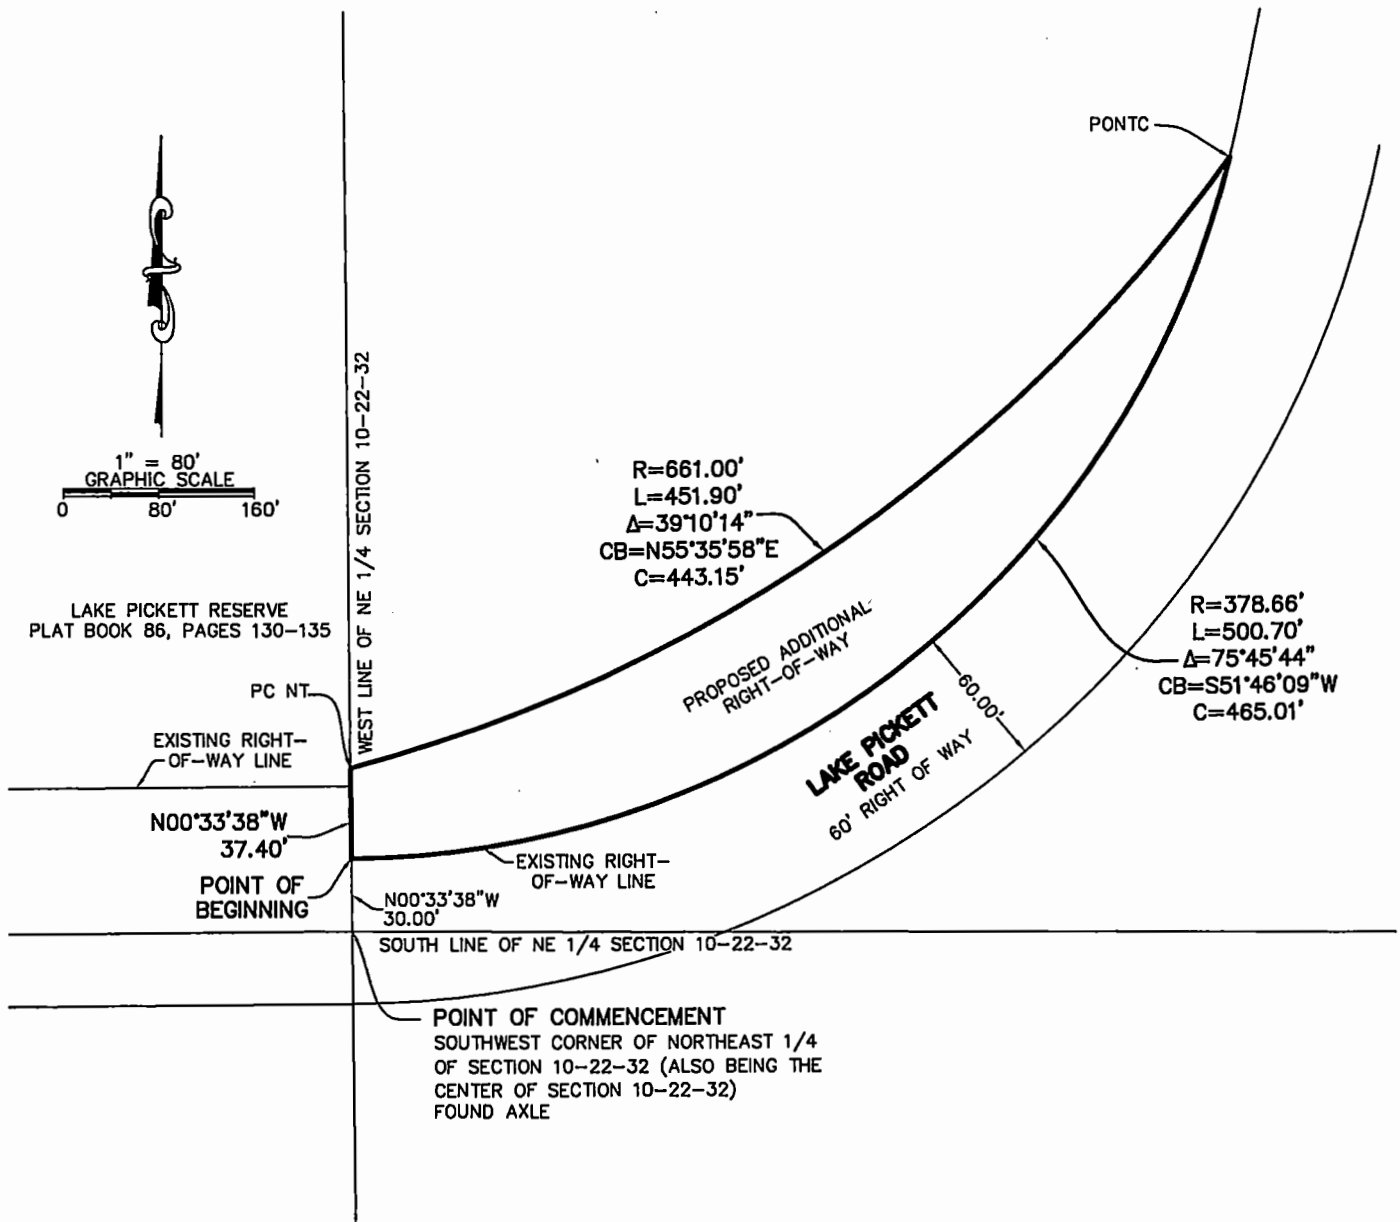 PONTC
1" = 80'
GRAPHIC SCALE
0 80' 160'
WEST LINE OF NE 1/4 SECTION 10-22-32
R=661.00'
L=451.90'
Δ=39°10'14"
CB=N55°35'58"E
C=443.15'
LAKE PICKETT RESERVE
PLAT BOOK 86, PAGES 130-135
R=378.66'
L=500.70'
Δ=75°45'44"
CB=S51°46'09"W
C=465.01'
PROPOSED ADDITIONAL
RIGHT-OF-WAY
PC NT
60.00'
LAKE PICKETT
ROAD
60' RIGHT OF WAY
EXISTING RIGHT-
OF-WAY LINE
N00°33'38"W
37.40'
EXISTING RIGHT-
OF-WAY LINE
POINT OF
BEGINNING
N00°33'38"W
30.00'
SOUTH LINE OF NE 1/4 SECTION 10-22-32
POINT OF COMMENCEMENT
SOUTHWEST CORNER OF NORTHEAST 1/4
OF SECTION 10-22-32 (ALSO BEING THE
CENTER OF SECTION 10-22-32)
FOUND AXLE